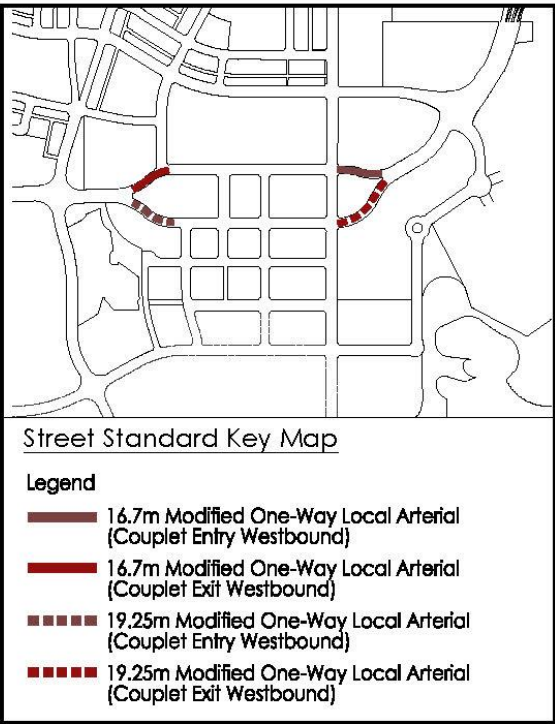 Street Standard Key Map
Legend
16.7m Modified One-Way Local Arterial
(Couplet Entry Westbound)
16.7m Modified One-Way Local Arterial
(Couplet Exit Westbound)
19.25m Modified One-Way Local Arterial
(Couplet Entry Westbound)
19.25m Modified One-Way Local Arterial
(Couplet Exit Westbound)